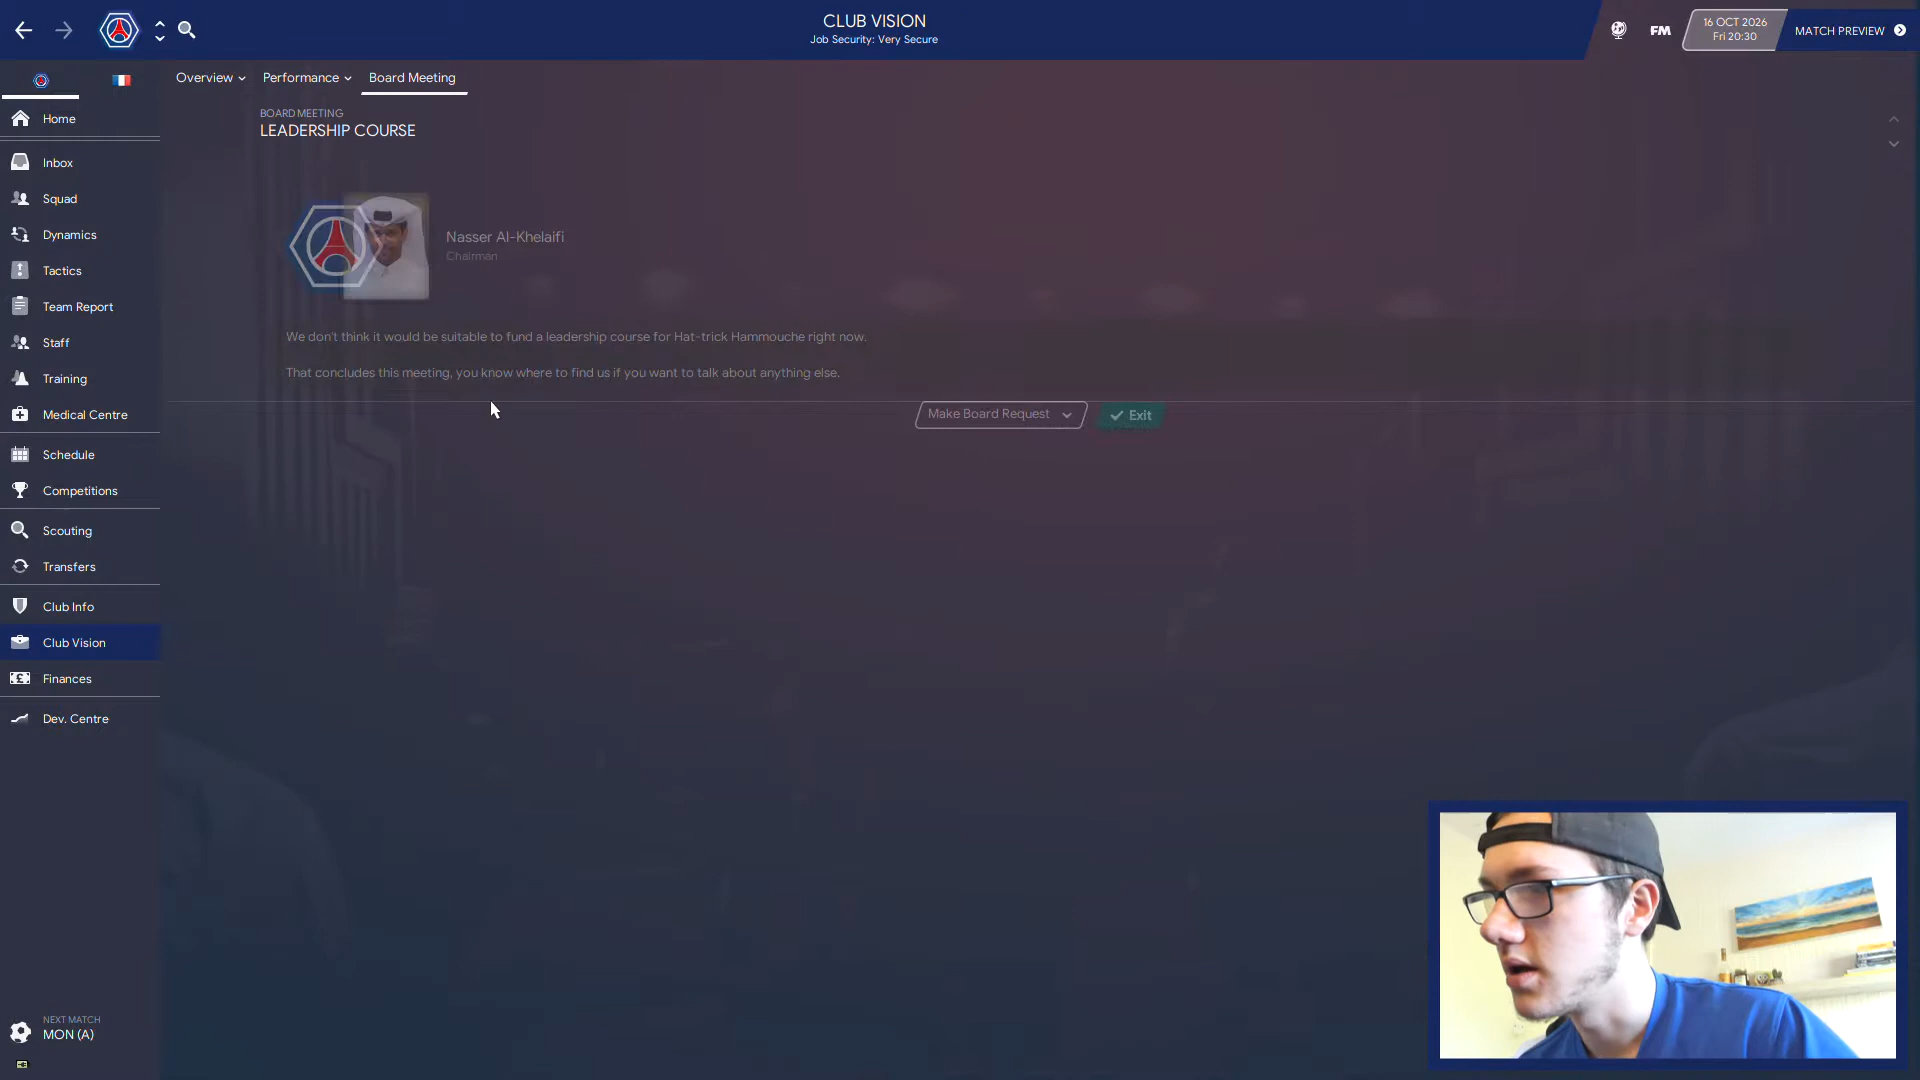 CLUB VISION
Job Security: Very Secure
FM
16 OCT 2026
Fri 20:30
MATCH PREVIEW
Overview
Performance
Board Meeting
BOARD MEETING
LEADERSHIP COURSE
Home
Inbox
Squad
Dynamics
Tactics
Team Report
Staff
Training
Medical Centre
Schedule
Competitions
Scouting
Transfers
Club Info
Club Vision
Finances
Dev. Centre
NEXT MATCH
MON (A)
Nasser Al-Khelaifi
Chairman
We don't think it would be suitable to fund a leadership course for Hat-trick Hammouche right now.
That concludes this meeting, you know where to find us if you want to talk about anything else.
Make Board Request
Exit